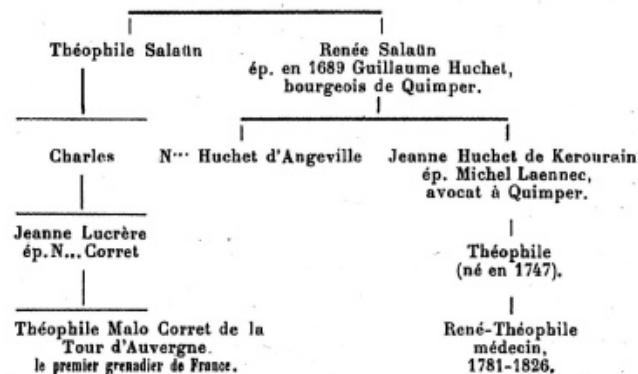 Théophile Salaün
Renée Salaün
ép. en 1689 Guillaume Huchet,
bourgeois de Quimper.
Charles
N... Huchet d'Angeville
Jeanne Huchet de Kerourain
ép. Michel Laennec,
avocat à Quimper.
Jeanne Lucrère
ép. N... Corret
Théophile
(né en 1747).
Théophile Malo Corret de la
Tour d'Auvergne.
le premier grenadier de France.
René-Théophile
médecin,
1781-1826.